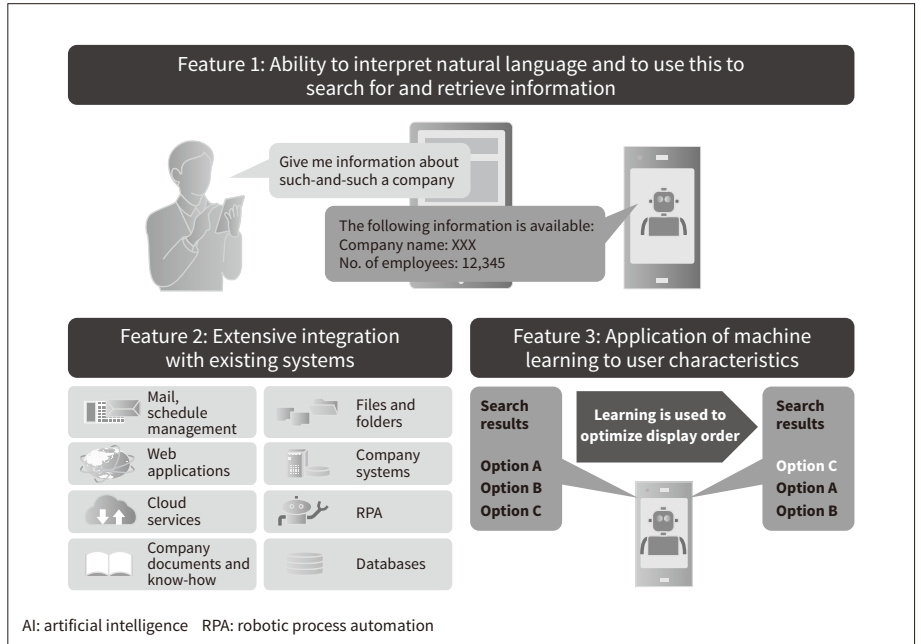 Feature 1: Ability to interpret natural language and to use this to
search for and retrieve information
Give me information about
such-and-such a company
The following information is available:
Company name: XXX
No. of employees: 12,345
Feature 2: Extensive integration
with existing systems
Mail,
schedule
management
Files and
folders
Web
applications
Company
systems
Cloud
services
RPA
Company
documents and
know-how
Databases
Feature 3: Application of machine
learning to user characteristics
Search
results
Option A
Option B
Option C
Learning is used to
optimize display order
Search
results
Option C
Option A
Option B
AI: artificial intelligence RPA: robotic process automation